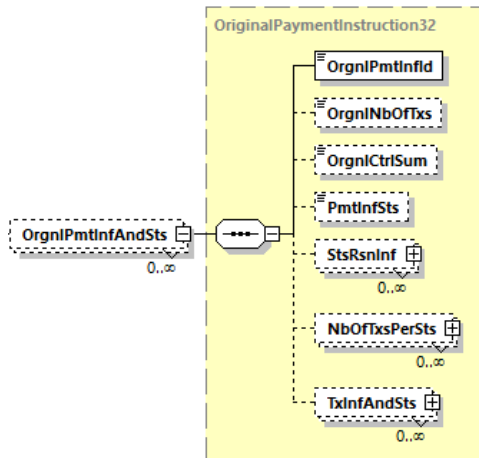 OriginalPaymentInstruction32
OrgnlPmtInfId
OrgnlNbOfTxs
OrgnlCtrlSum
PmtInfSts
OrgnlPmtInfAndSts
0..∞
StsRsnInf
0..∞
NbOfTxsPerSts
0..∞
TxInfAndSts
0..∞